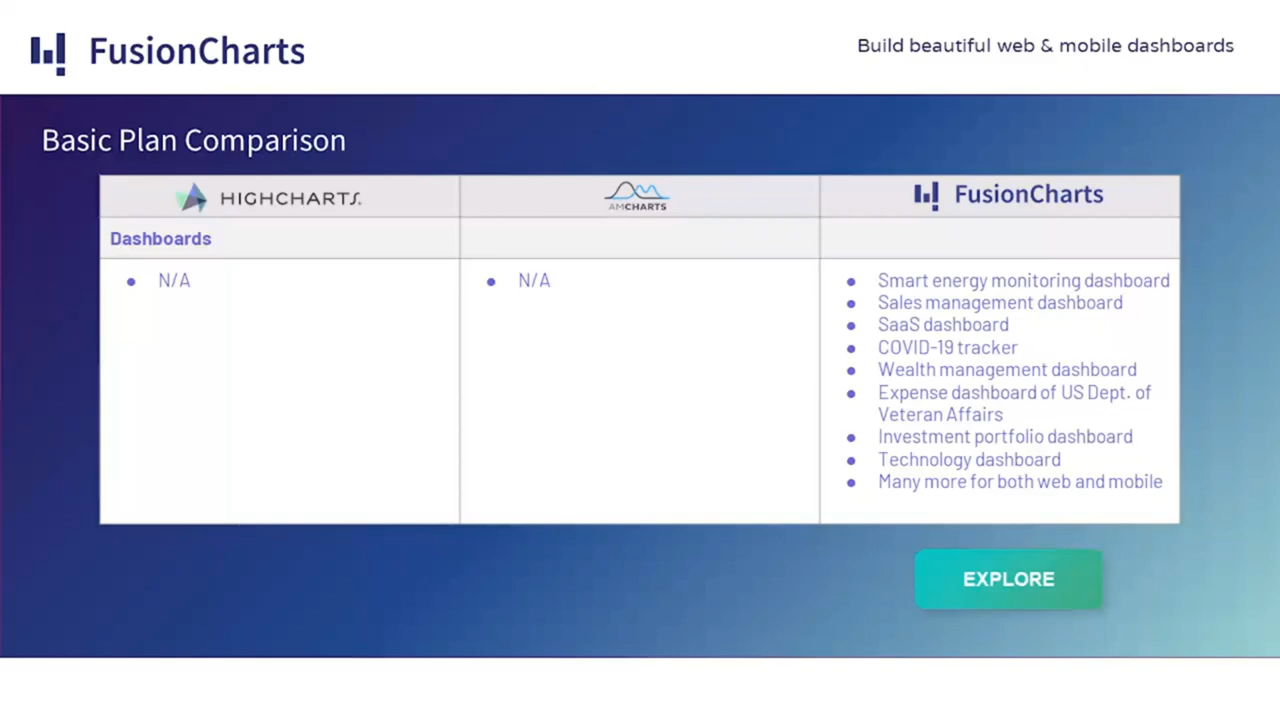 FusionCharts
Build beautiful web & mobile dashboards
Basic Plan Comparison
HIGHCHARTS.
AMCHARTS
FusionCharts
Dashboards
• N/A
• N/A
• Smart energy monitoring dashboard
• Sales management dashboard
• SaaS dashboard
• COVID-19 tracker
• Wealth management dashboard
• Expense dashboard of US Dept. of
Veteran Affairs
• Investment portfolio dashboard
• Technology dashboard
• Many more for both web and mobile
EXPLORE